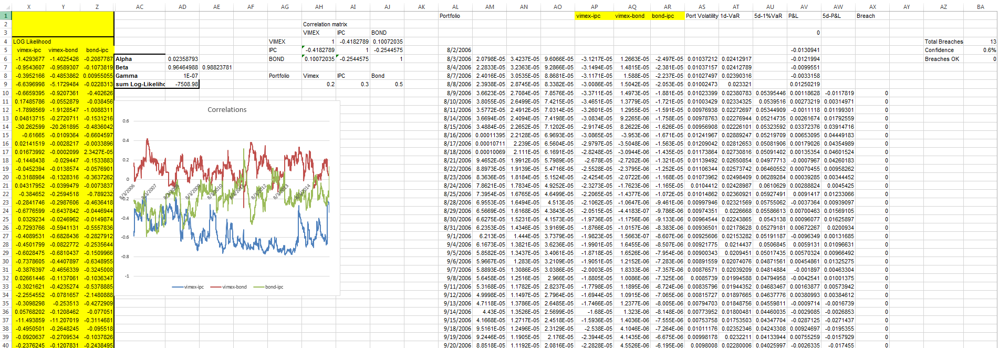 X Y Z AC AD AE AF AG AH AI AJ AK AL AM AN AO AP AQ AR AS AT AU AV AW AX AY AZ BA
1 Portfolio vimex-ipc vimex-bond bond-ipc Port Volatility 1d-VaR 5d-1%VaR P&L 5d-P&L Breach
2 Correlation matrix
3 VIMEX IPC BOND 0
4 LOG Likelihood VIMEX 1 -0.4182789 0.10072035 Total Breaches 13
5 vimex-ipc vimex-bond bond-ipc IPC -0.4182789 1 -0.2544575 8/2/2006 -0.0130941 Confidence 0.6%
6 -1.4293677 -1.4025426 -0.2087787 Alpha 0.02358793 BOND 0.10072035 -0.2544575 1 8/3/2006 2.0798E-05 3.4237E-05 9.6066E-05 -3.1217E-05 1.2663E-05 -2.497E-05 0.01037212 0.02412917 -0.0121994 Breaches OK 0
7 -0.9543607 -0.9589307 -0.1073819 Beta 0.96464988 0.98823781 8/4/2006 2.2833E-05 3.2363E-05 9.2866E-05 -3.1494E-05 1.4815E-05 -2.381E-05 0.01037157 0.02412789 -0.0099551
8 -0.3952166 -0.4853862 0.00955055 Gamma 1E-07 Portfolio Vimex IPC Bond 8/7/2006 2.4016E-05 3.0535E-05 8.8681E-05 -3.1171E-05 1.588E-05 -2.237E-05 0.01027497 0.02390316 -0.0033158
9 -6.6396998 -5.1729484 -0.0228313 sum Log-Likeliho -7508.98 0.2 0.3 0.5 8/8/2006 2.3938E-05 2.8745E-05 8.3382E-05 -3.0086E-05 1.5042E-05 -2.053E-05 0.01002473 0.023321 0.01250219
10 -0.6659395 -0.9207361 -0.402626 8/9/2006 3.6623E-05 2.7084E-05 7.8576E-05 -3.3711E-05 1.4973E-05 -1.881E-05 0.01023399 0.02380783 0.05395446 0.00118628 -0.0117819 0
11 0.17485786 -0.0552879 -0.038456 8/10/2006 3.8055E-05 2.6499E-05 7.4215E-05 -3.4651E-05 1.3779E-05 -1.721E-05 0.01003429 0.02334325 0.0539516 0.00273219 0.00314971 0
12 -1.7898569 -1.9128547 -1.0088311 8/11/2006 3.5772E-05 2.4912E-05 7.0314E-05 -3.2601E-05 1.2955E-05 -1.591E-05 0.00976938 0.02272697 0.05344909 -0.0011118 0.01199301 0
13 0.04813715 -0.2720711 -0.1531216 8/14/2006 3.6694E-05 2.4094E-05 7.4198E-05 -3.0834E-05 9.2265E-06 -1.758E-05 0.00978763 0.02276944 0.05214735 0.00261674 0.01792559 0
14 -30.262599 -20.261895 -0.4836042 8/15/2006 3.4884E-05 2.2652E-05 7.1202E-05 -2.9174E-05 8.2622E-06 -1.626E-05 0.00956908 0.02226101 0.05323592 0.03372376 0.03914716 0
15 -0.61665 -0.0109364 -0.6604597 8/16/2006 0.00011395 2.2128E-05 6.9693E-05 -3.0865E-05 -3.953E-06 -1.671E-05 0.01241967 0.02889247 0.05219709 0.00653095 0.04449183 0
16 0.02141519 -0.0028217 -0.0033896 8/17/2006 0.00010711 2.239E-05 6.5604E-05 -2.9797E-05 -3.5048E-06 -1.563E-05 0.01209042 0.02812653 0.05081906 0.00179026 0.04354989 0
17 0.01673992 -0.0002099 2.3427E-05 8/18/2006 0.00010069 2.111E-05 6.1691E-05 -2.8248E-05 -3.0944E-06 -1.435E-05 0.01173864 0.02730816 0.05091402 0.00135354 0.04601524 0
18 -0.1448438 -0.029447 -0.1533883 8/21/2006 9.4652E-05 1.9912E-05 5.7989E-05 -2.678E-05 -2.7202E-06 -1.321E-05 0.01139492 0.02650854 0.04977713 -0.0007967 0.04260183 0
19 -0.0452394 -0.0138574 -0.0576901 8/22/2006 8.8973E-05 1.9139E-05 5.4716E-05 -2.5528E-05 -2.3795E-06 -1.252E-05 0.01106344 0.02573742 0.06460552 0.00070455 0.00958262 0
20 -0.3188984 -0.1328316 -0.3637262 8/23/2006 8.3636E-05 1.8184E-05 5.1524E-05 -2.4254E-05 -2.0722E-06 -1.168E-05 0.01073962 0.02498409 0.06289284 0.00039285 0.00344452 0
21 0.04317952 -0.0399479 -0.0073837 8/24/2006 7.8621E-05 1.7834E-05 4.9252E-05 -2.3273E-05 -1.7623E-06 -1.165E-05 0.0104412 0.02428987 0.0610629 0.00288824 0.0045425 0
22 -0.384652 -0.2594518 -0.789232 8/25/2006 7.3954E-05 1.6765E-05 4.6499E-05 -2.2065E-05 -1.4377E-06 -1.072E-05 0.01014862 0.02360921 0.05927491 0.0091417 0.01233066 0
23 -0.2841746 -0.2987606 -0.4636418 8/28/2006 6.9553E-05 1.6494E-05 4.513E-05 -2.1062E-05 -1.0647E-06 -9.461E-06 0.00997946 0.02321569 0.05755062 -0.0037364 0.00939097 0
24 -0.6776599 -0.6437842 -0.0446944 8/29/2006 6.5669E-05 1.6168E-05 4.3843E-05 -2.0515E-05 -4.4183E-07 -9.786E-06 0.00974351 0.0226668 0.05586613 0.00700463 0.01569105 0
25 0.0329234 -0.0246962 -0.0149874 8/30/2006 6.6275E-05 1.5231E-05 4.1573E-05 -1.9736E-05 -1.1756E-06 -9.133E-06 0.00964544 0.02243865 0.0543138 0.00096077 0.01625897 0
26 -0.7293766 -0.5941131 -0.5557836 8/31/2006 6.2353E-05 1.4346E-05 3.9169E-05 -1.8766E-05 -1.0157E-06 -8.383E-06 0.00936501 0.02178628 0.05279181 0.00672267 0.0200934 0
27 -0.4089531 -0.6828436 -0.2827912 9/1/2006 6.213E-05 1.444E-05 3.7379E-05 -1.9823E-05 1.5663E-07 -8.607E-06 0.00925606 0.02153282 0.05191187 -0.0096349 0.00131685 0
28 -0.4501799 -0.0822772 -0.2535644 9/4/2006 6.1673E-05 1.3821E-05 3.6236E-05 -1.9901E-05 1.6455E-06 -8.507E-06 0.00921775 0.0214437 0.0506845 0.0059131 0.01096631 0
29 -0.6028475 -0.6810437 -0.1509966 9/5/2006 5.8582E-05 1.3437E-05 3.4061E-05 -1.8718E-05 1.6526E-06 -7.954E-06 0.00900343 0.0209451 0.05017435 0.00570324 0.00966492 0
30 -0.7378605 -0.4407897 -0.6348955 9/6/2006 5.9667E-05 1.283E-05 3.2109E-05 -1.9051E-05 1.2152E-06 -7.283E-06 0.00891559 0.02074076 0.04871561 0.00454861 0.01325275 0
31 -0.3876397 -0.4656339 -0.3245008 9/7/2006 5.8893E-05 1.3086E-05 3.0386E-05 -2.0003E-05 1.8333E-06 -7.357E-06 0.00876571 0.02039209 0.04814884 -0.001897 0.00463304 0
32 0.02661446 -0.1137061 -0.1036347 9/8/2006 5.6458E-05 1.2516E-05 2.966E-05 -1.8805E-05 1.0086E-06 -7.325E-06 0.0085739 0.01994588 0.04794958 -0.0042541 0.01001375 0
33 -0.3021621 -0.4235274 -0.5378885 9/11/2006 5.3168E-05 1.1782E-05 2.8237E-05 -1.7798E-05 1.1895E-06 -6.724E-06 0.00835796 0.01944352 0.04683467 0.00163877 0.00573942 0
34 -2.2554552 -0.0781657 -2.1480888 9/12/2006 4.9998E-05 1.1497E-05 2.7964E-05 -1.6944E-05 1.0915E-06 -7.065E-06 0.00815727 0.01897665 0.04637776 0.00380993 0.00384612 0
35 -0.3098298 -0.253513 -0.4272909 9/13/2006 4.7118E-05 1.3786E-05 2.6485E-05 -1.7466E-05 1.2377E-06 -8.005E-06 0.00794703 0.01848756 0.04559811 -0.0009714 -0.0016739 0
36 0.05768202 -0.1208462 -0.077051 9/14/2006 4.43E-05 1.3526E-05 2.5699E-05 -1.68E-05 1.323E-06 -8.148E-06 0.00773952 0.01800481 0.04460035 -0.0029085 -0.0026853 0
37 -11.493859 -11.207019 -0.3114681 9/15/2006 4.1668E-05 1.2717E-05 2.4518E-05 -1.5936E-05 1.4036E-06 -7.555E-06 0.00753758 0.01753503 0.04347704 -0.0287125 -0.0271437 0
38 -0.4950501 -0.2648245 -0.095518 9/18/2006 9.5161E-05 1.2496E-05 2.3129E-05 -2.538E-05 4.1046E-06 -7.264E-06 0.01011176 0.02352346 0.04243308 0.00924697 -0.0195355 0
39 -0.0920637 -0.2709534 -0.1037826 9/19/2006 9.2446E-05 1.1905E-05 2.176E-05 -2.3944E-05 4.1435E-06 -6.675E-06 0.00998176 0.0232211 0.04133944 0.00755259 -0.0157929 0
40 -0.2376245 -0.1207831 -0.2438495 9/20/2006 8.8518E-05 1.1192E-05 2.0816E-05 -2.2828E-05 4.5526E-06 -6.195E-06 0.0098008 0.02280006 0.04025997 -0.0026335 -0.017455 0
Correlations
0.6
0.4
0.2
0
-0.2
-0.4
-0.6
-0.8
-1
8/3/2006 8/3/2007 8/3/2008 8/3/2009 8/3/2010 8/3/2011 8/3/2012 8/3/2013 8/3/2014
vimex-ipc vimex-bond bond-ipc